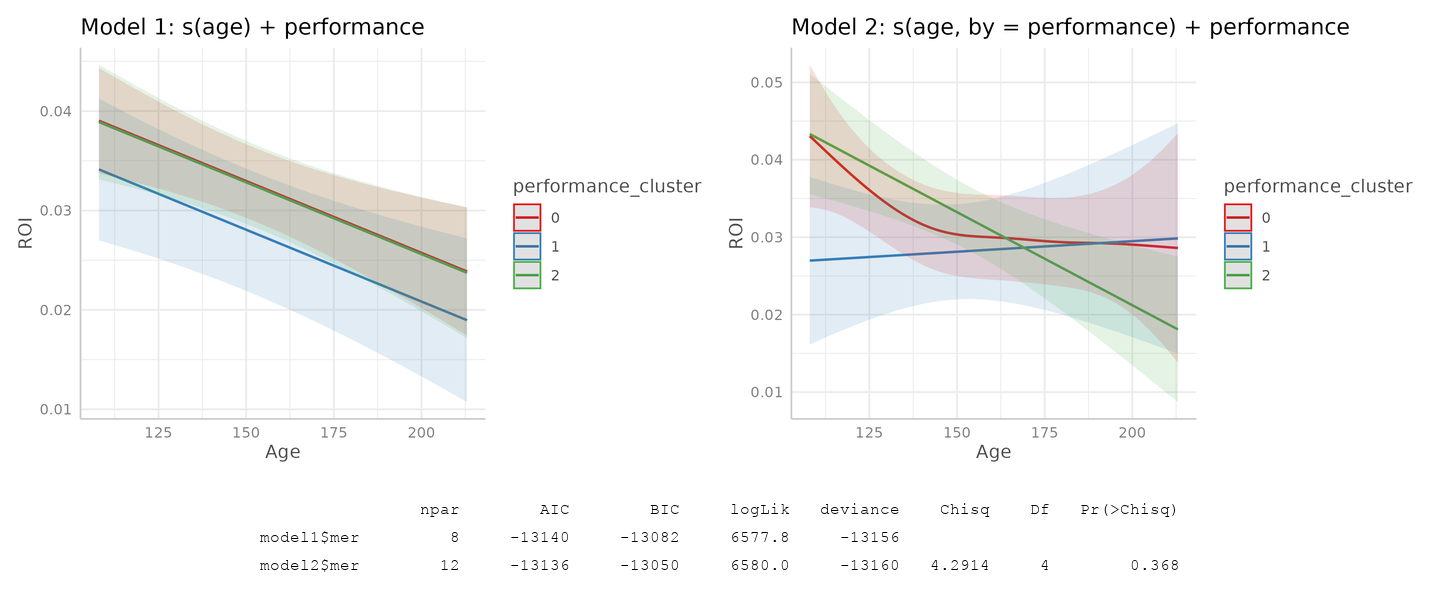 Model 1: s(age) + performance
0.04
0.03
0.02
0.01
ROI
125 150 175 200
Age
performance_cluster
0
1
2
Model 2: s(age, by = performance) + performance
0.05
0.04
0.03
0.02
0.01
ROI
125 150 175 200
Age
performance_cluster
0
1
2
npar AIC BIC logLik deviance Chisq Df Pr(>Chisq)
model1$mer 8 -13140 -13082 6577.8 -13156
model2$mer 12 -13136 -13050 6580.0 -13160 4.2914 4 0.368